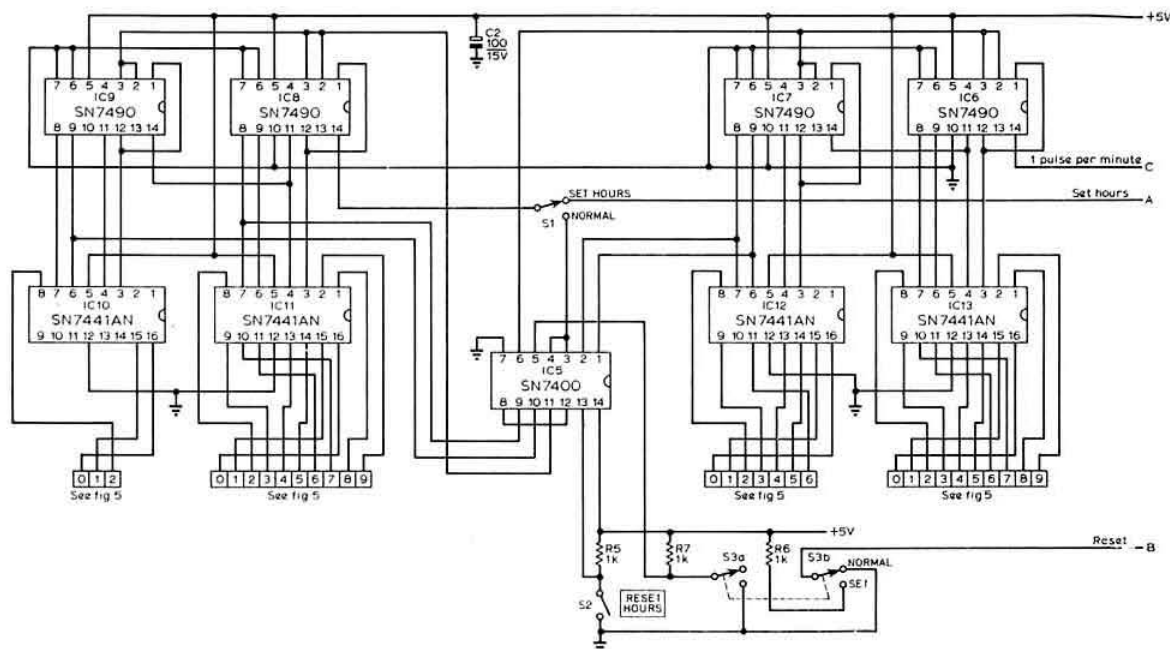 +5V
C2
100
15V
7 6 5 4 3 2 1
IC9
SN7490
8 9 10 11 12 13 14
7 6 5 4 3 2 1
IC8
SN7490
8 9 10 11 12 13 14
7 6 5 4 3 2 1
IC7
SN7490
8 9 10 11 12 13 14
7 6 5 4 3 2 1
IC6
SN7490
8 9 10 11 12 13 14
1 pulse per minute
C
SET HOURS
S1
NORMAL
Set hours
A
8 7 6 5 4 3 2 1
IC10
SN7441AN
9 10 11 12 13 14 15 16
8 7 6 5 4 3 2 1
IC11
SN7441AN
9 10 11 12 13 14 15 16
8 7 6 5 4 3 2 1
IC12
SN7441AN
9 10 11 12 13 14 15 16
8 7 6 5 4 3 2 1
IC13
SN7441AN
9 10 11 12 13 14 15 16
7 6 5 4 3 2 1
IC5
SN7400
8 9 10 11 12 13 14
0 1 2
See fig 5
0 1 2 3 4 5 6 7 8 9
See fig 5
0 1 2 3 4 5 6
See fig 5
0 1 2 3 4 5 6 7 8 9
See fig 5
+5V
R5
1k
R7
1k
S3a
R6
1k
S3b
Reset
B
NORMAL
SET
S2
RESET
HOURS